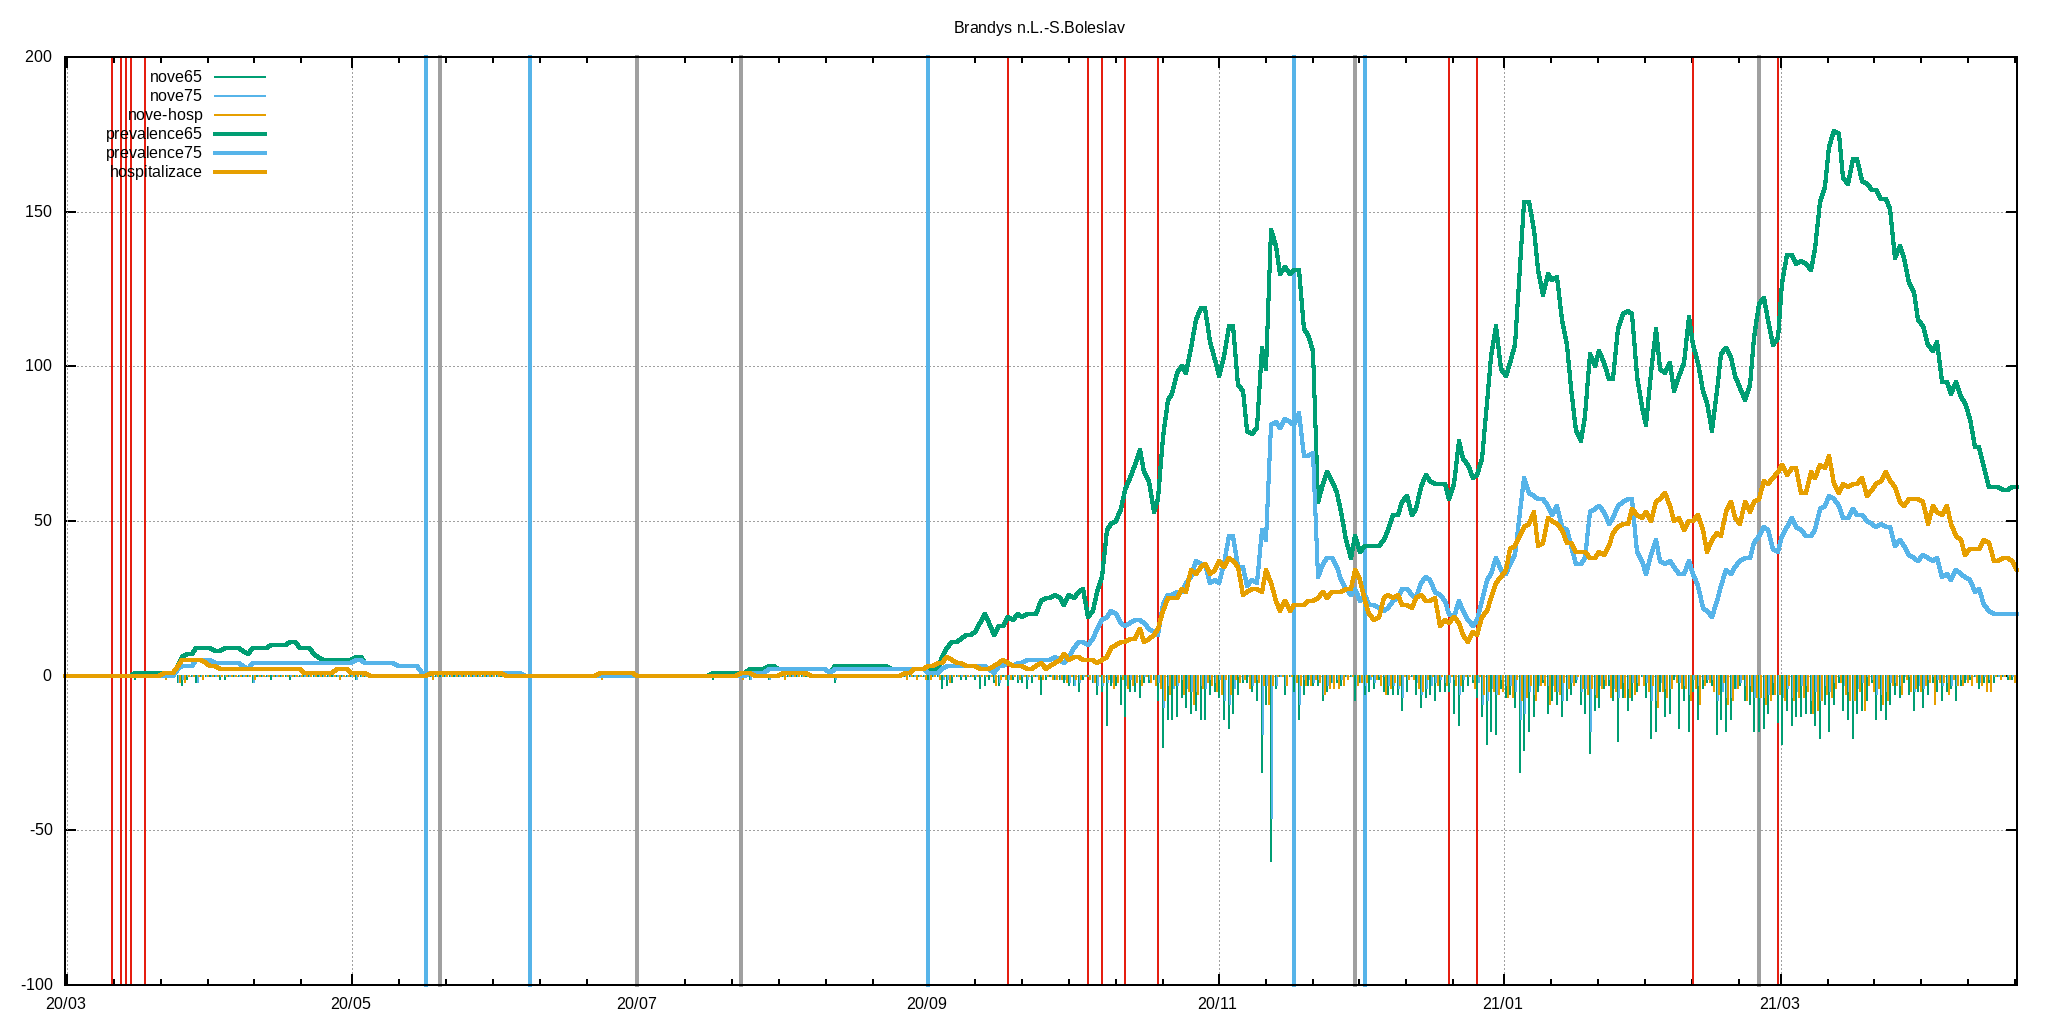 Brandys n.L.-S.Boleslav
200
150
100
50
0
-50
-100
nove65
nove75
nove-hosp
prevalence65
prevalence75
hospitalizace
20/03 20/05 20/07 20/09 20/11 21/01 21/03